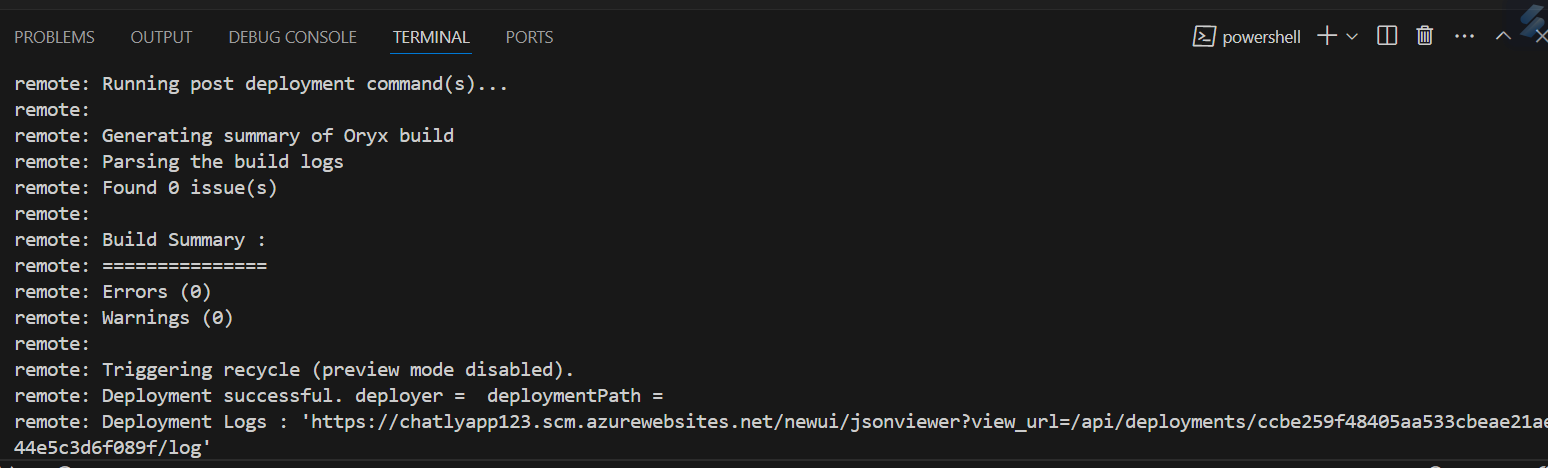 PROBLEMS OUTPUT DEBUG CONSOLE TERMINAL PORTS powershell
remote: Running post deployment command(s)...
remote:
remote: Generating summary of Oryx build
remote: Parsing the build logs
remote: Found 0 issue(s)
remote:
remote: Build Summary :
remote: ===============
remote: Errors (0)
remote: Warnings (0)
remote:
remote: Triggering recycle (preview mode disabled).
remote: Deployment successful. deployer =  deploymentPath =
remote: Deployment Logs : 'https://chatlyapp123.scm.azurewebsites.net/newui/jsonviewer?view_url=/api/deployments/ccbe259f48405aa533cbeae21ae
44e5c3d6f089f/log'